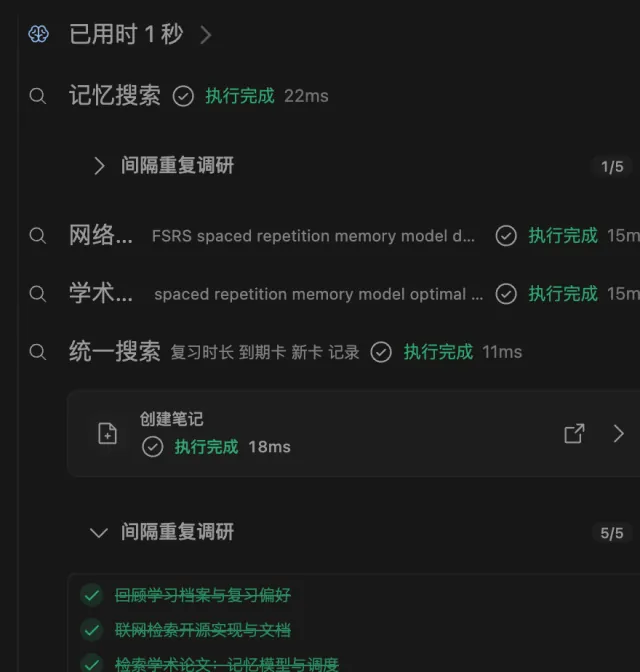 已用时 1 秒
记忆搜索 执行完成 22ms
间隔重复调研 1/5
网络... FSRS spaced repetition memory model d... 执行完成 15m
学术... spaced repetition memory model optimal ... 执行完成 15m
统一搜索 复习时长 到期卡 新卡 记录 执行完成 11ms
创建笔记
执行完成 18ms
间隔重复调研 5/5
回顾学习档案与复习偏好
联网检索开源实现与文档
检索学术论文：记忆模型与调度